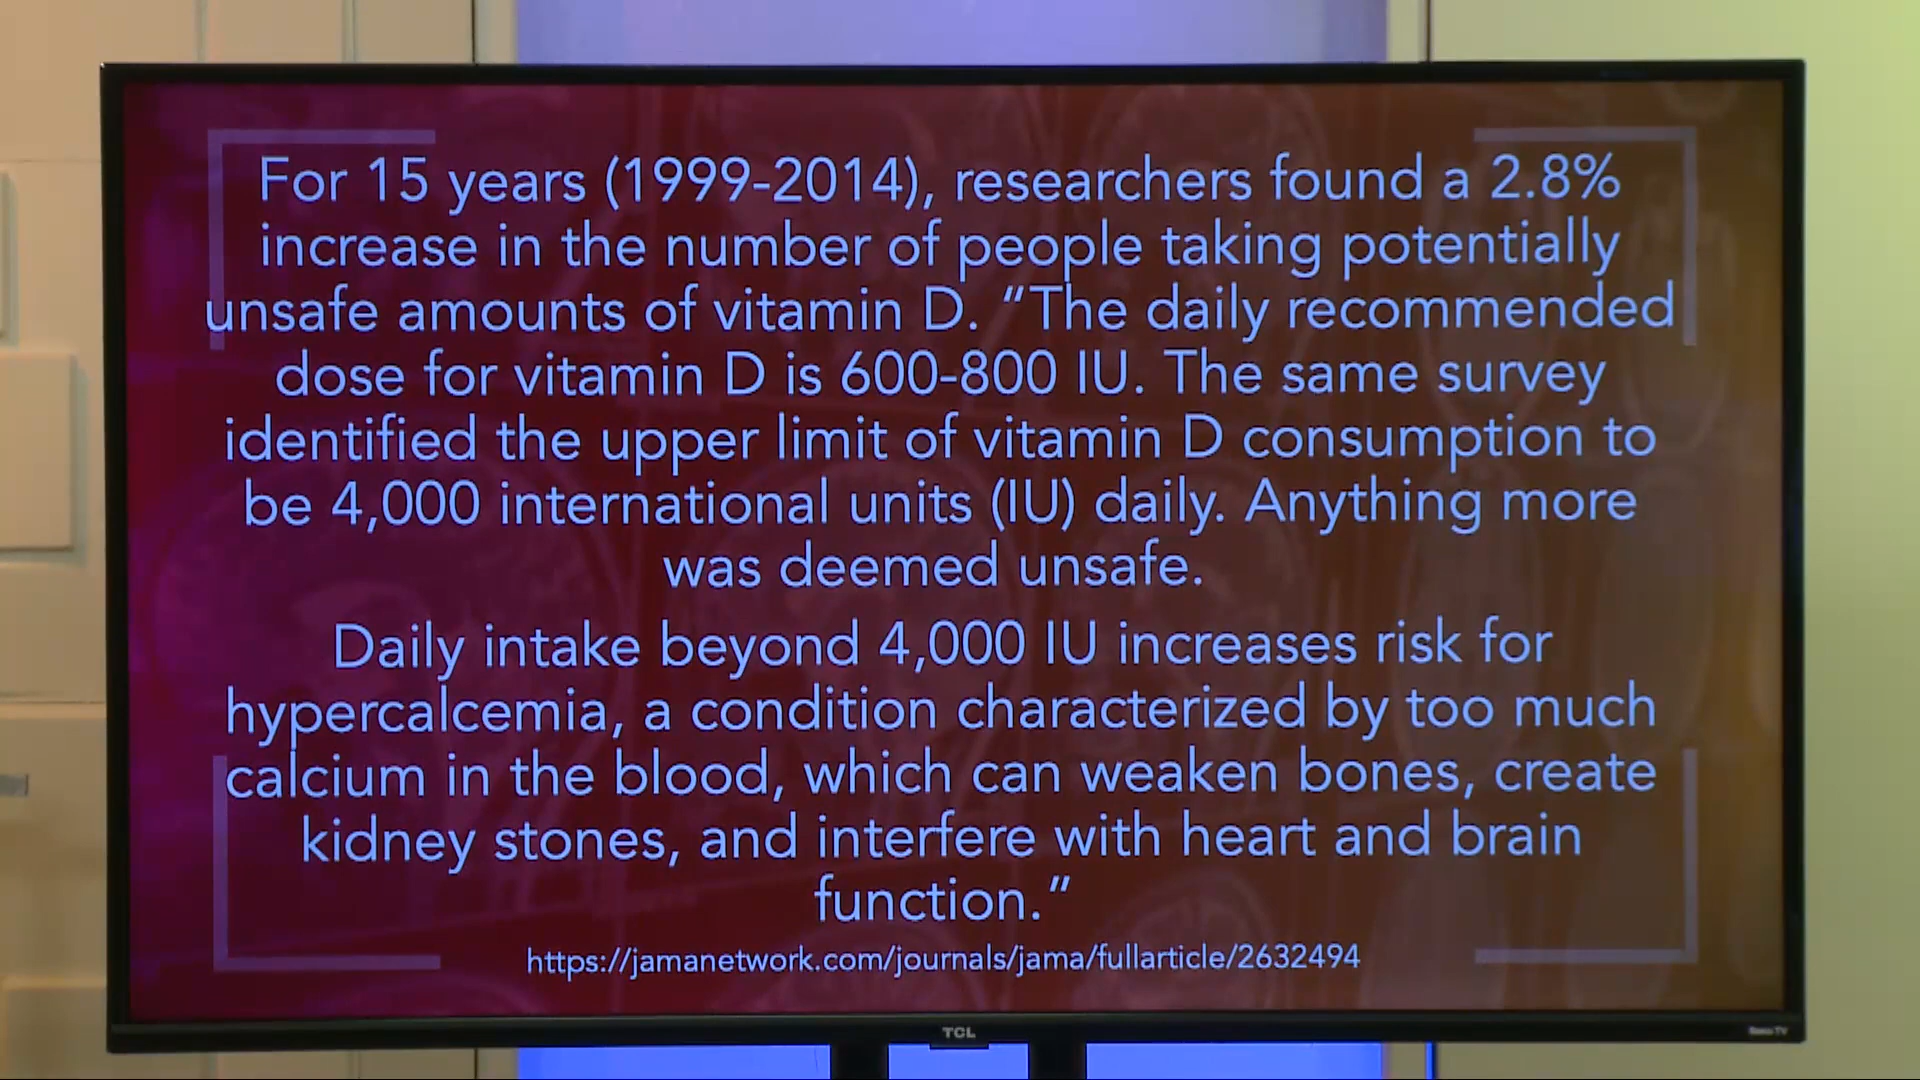 For 15 years (1999-2014), researchers found a 2.8%
increase in the number of people taking potentially
unsafe amounts of vitamin D. “The daily recommended
dose for vitamin D is 600-800 IU. The same survey
identified the upper limit of vitamin D consumption to
be 4,000 international units (IU) daily. Anything more
was deemed unsafe.
Daily intake beyond 4,000 IU increases risk for
hypercalcemia, a condition characterized by too much
calcium in the blood, which can weaken bones, create
kidney stones, and interfere with heart and brain
function.”
https://jamanetwork.com/journals/jama/fullarticle/2632494
TCL
Roku TV